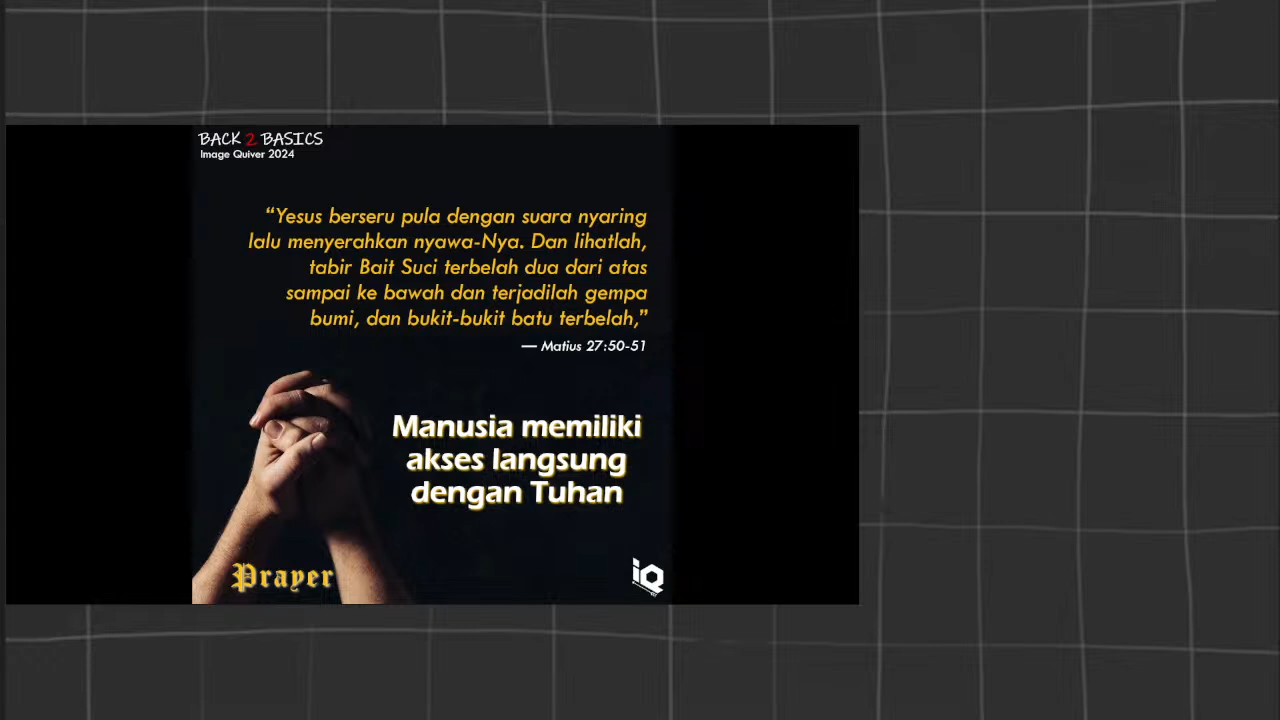 BACK 2 BASICS
Image Quiver 2024
“Yesus berseru pula dengan suara nyaring
lalu menyerahkan nyawa-Nya. Dan lihatlah,
tabir Bait Suci terbelah dua dari atas
sampai ke bawah dan terjadilah gempa
bumi, dan bukit-bukit batu terbelah,”
— Matius 27:50-51
Manusia memiliki
akses langsung
dengan Tuhan
Prayer
iQ